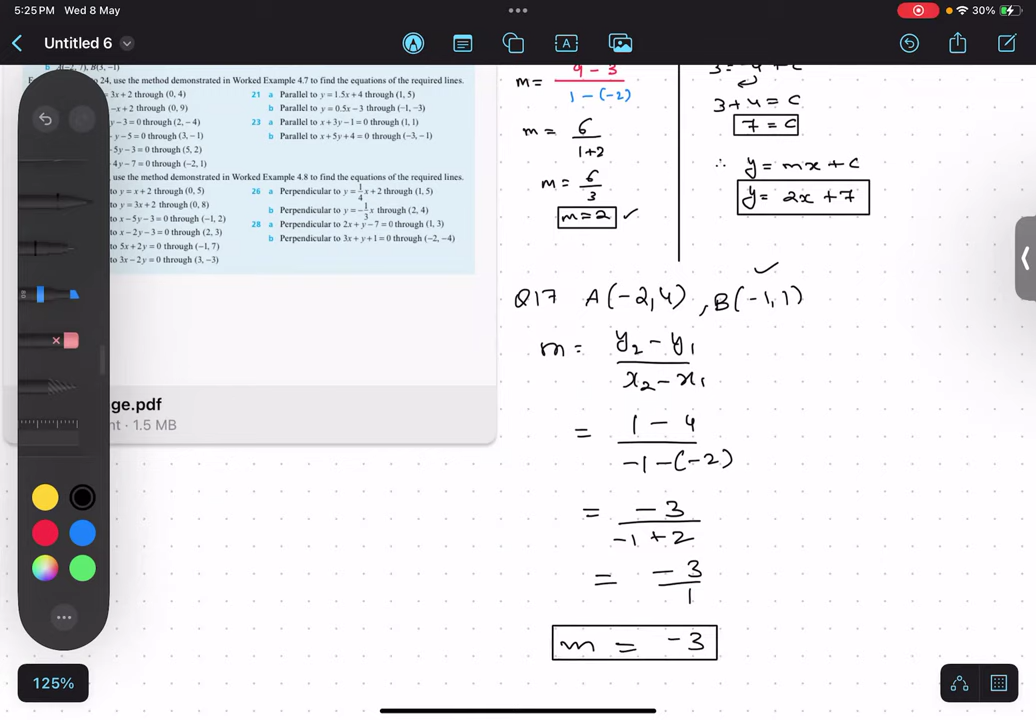 5:25 PM Wed 8 May
30%
Untitled 6
24, use the method demonstrated in Worked Example 4.7 to find the equations of the required lines.
3x + 2 through (0, 4)
-x + 2 through (0, 9)
y - 3 = 0 through (2, -4)
- y - 5 = 0 through (3, -1)
5y - 3 = 0 through (5, 2)
4y - 7 = 0 through (-2, 1)
21 a Parallel to y = 1.5x + 4 through (1, 5)
b Parallel to y = 0.5x - 3 through (-1, -3)
23 a Parallel to x + 3y - 1 = 0 through (1, 1)
b Parallel to x + 5y + 4 = 0 through (-3, -1)
use the method demonstrated in Worked Example 4.8 to find the equations of the required lines.
to y = x + 2 through (0, 5)
to y = 3x + 2 through (0, 8)
to x - 5y - 3 = 0 through (-1, 2)
to x - 2y - 3 = 0 through (2, 3)
to 5x + 2y = 0 through (-1, 7)
to 3x - 2y = 0 through (3, -3)
26 a Perpendicular to y = 1/4 x + 2 through (1, 5)
b Perpendicular to y = -1/3 x through (2, 4)
28 a Perpendicular to 2x + y - 7 = 0 through (1, 3)
b Perpendicular to 3x + y + 1 = 0 through (-2, -4)
ge.pdf
nt · 1.5 MB
125%
m = 9 - 3 / 1 - (-2)
m = 6 / 1+2
m = 6/3
m = 2 ✓
3 + 4 = c
7 = c
∴ y = mx + c
y = 2x + 7
✓
Q17 A(-2, 4), B(-1, 1)
m = y₂ - y₁ / x₂ - x₁
= 1 - 4 / -1 - (-2)
= -3 / -1 + 2
= -3 / 1
m = -3